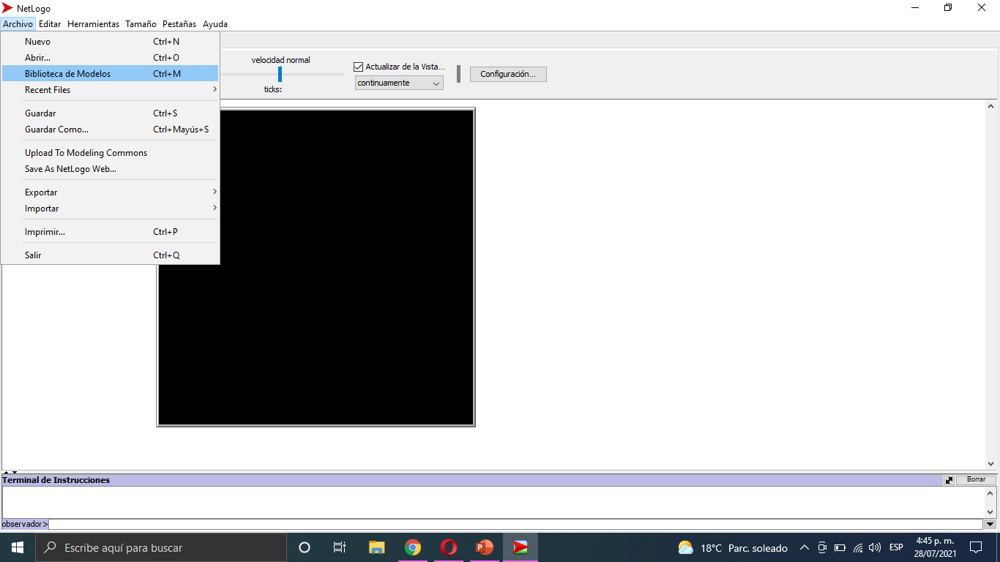 NetLogo
Archivo Editar Herramientas Tamaño Pestañas Ayuda
Nuevo Ctrl+N
Abrir... Ctrl+O
Biblioteca de Modelos Ctrl+M
Recent Files
Guardar Ctrl+S
Guardar Como... Ctrl+Mayús+S
Upload To Modeling Commons
Save As NetLogo Web...
Exportar
Importar
Imprimir... Ctrl+P
Salir Ctrl+Q
velocidad normal
ticks:
Actualizar de la Vista...
continuamente
Configuración...
Terminal de Instrucciones
Borrar
observador>
Escribe aquí para buscar
18°C Parc. soleado
ESP
4:45 p. m.
28/07/2021